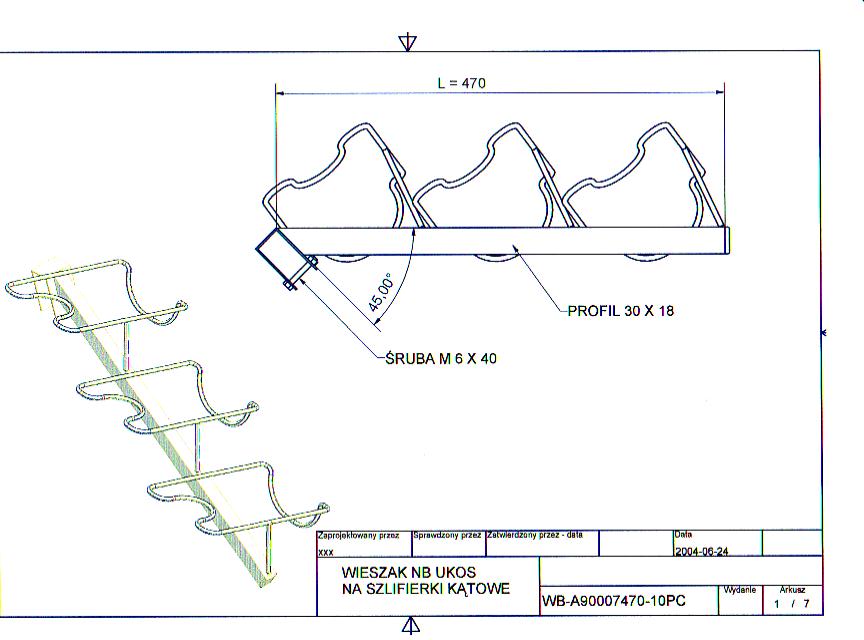 L = 470
45,00°
PROFIL 30 X 18
ŚRUBA M 6 X 40
Zaprojektowany przez
Sprawdzony przez
Zatwierdzony przez - data
Data
xxx
2004-06-24
WIESZAK NB UKOS
NA SZLIFIERKI KĄTOWE
WB-A90007470-10PC
Wydanie
Arkusz
1 / 7